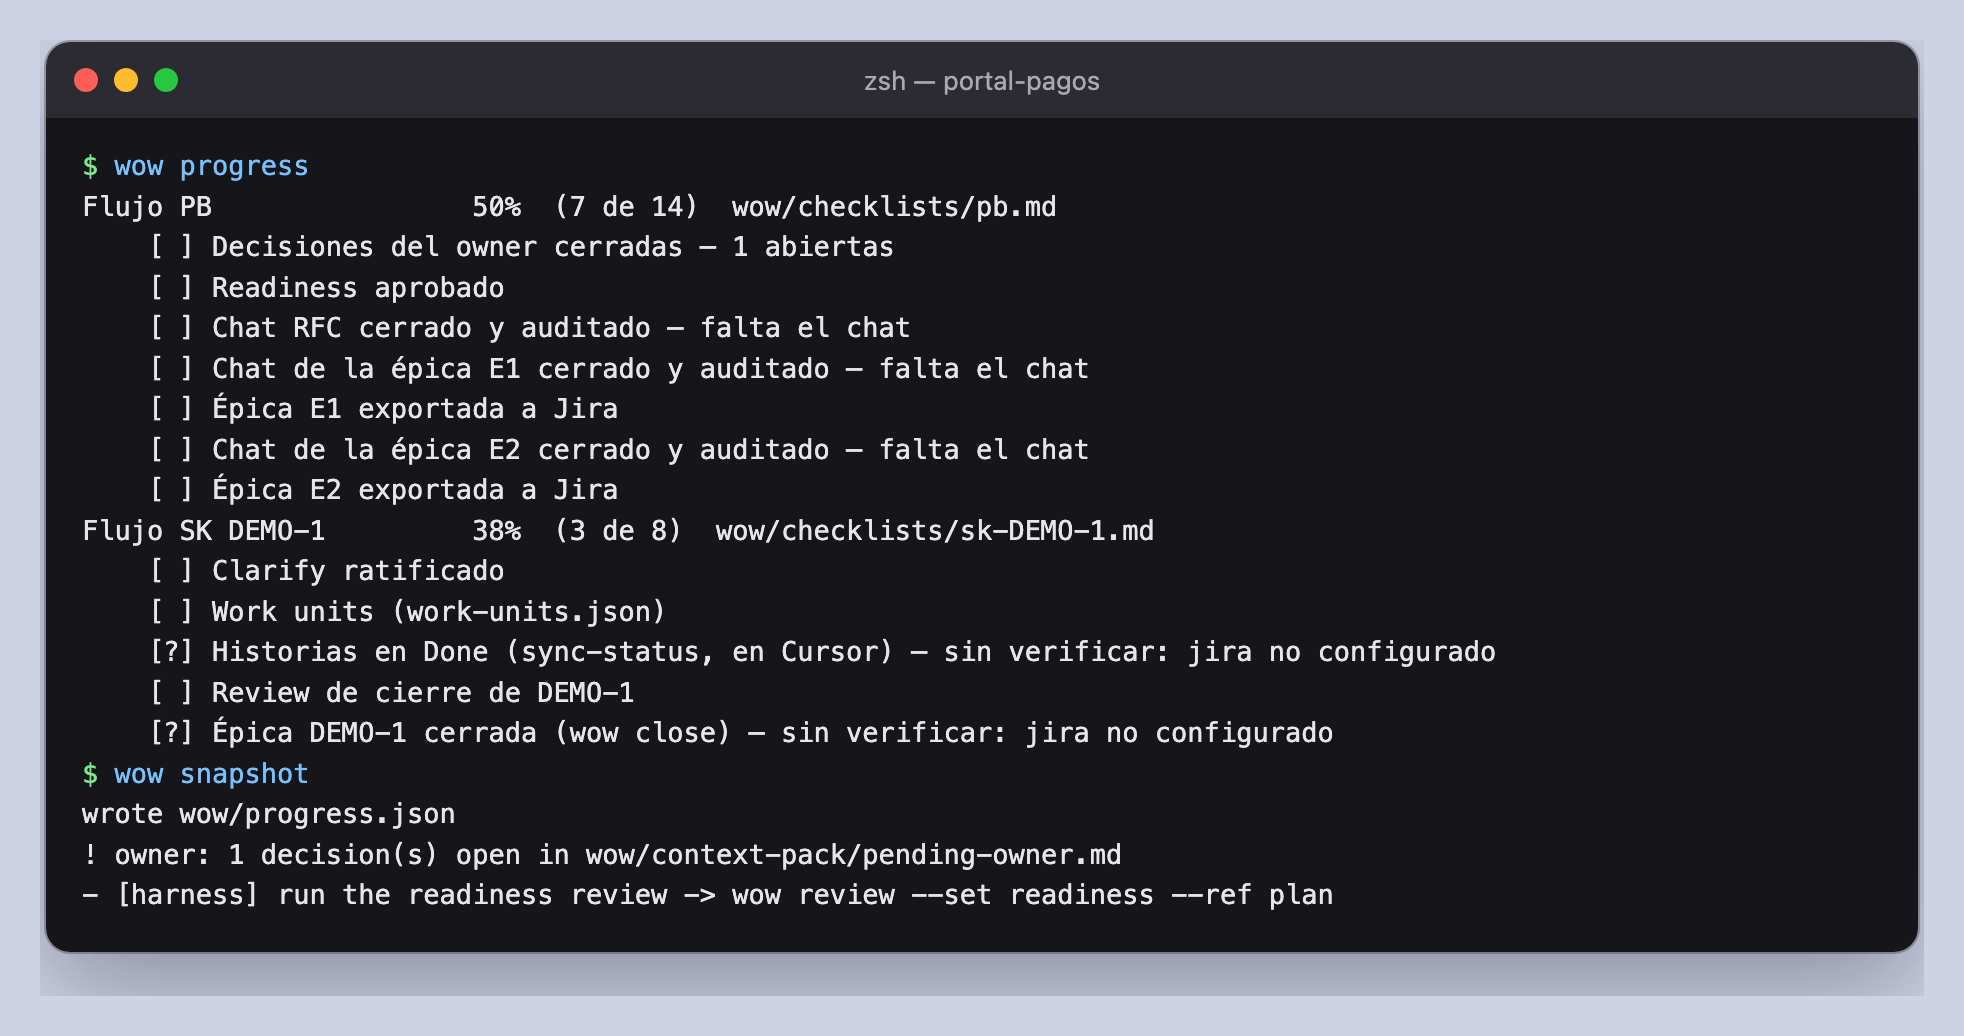 zsh — portal-pagos
$ wow progress
Flujo PB                50%  (7 de 14)  wow/checklists/pb.md
    [ ] Decisiones del owner cerradas — 1 abiertas
    [ ] Readiness aprobado
    [ ] Chat RFC cerrado y auditado — falta el chat
    [ ] Chat de la épica E1 cerrado y auditado — falta el chat
    [ ] Épica E1 exportada a Jira
    [ ] Chat de la épica E2 cerrado y auditado — falta el chat
    [ ] Épica E2 exportada a Jira
Flujo SK DEMO-1         38%  (3 de 8)  wow/checklists/sk-DEMO-1.md
    [ ] Clarify ratificado
    [ ] Work units (work-units.json)
    [?] Historias en Done (sync-status, en Cursor) — sin verificar: jira no configurado
    [ ] Review de cierre de DEMO-1
    [?] Épica DEMO-1 cerrada (wow close) — sin verificar: jira no configurado
$ wow snapshot
wrote wow/progress.json
! owner: 1 decision(s) open in wow/context-pack/pending-owner.md
- [harness] run the readiness review -> wow review --set readiness --ref plan